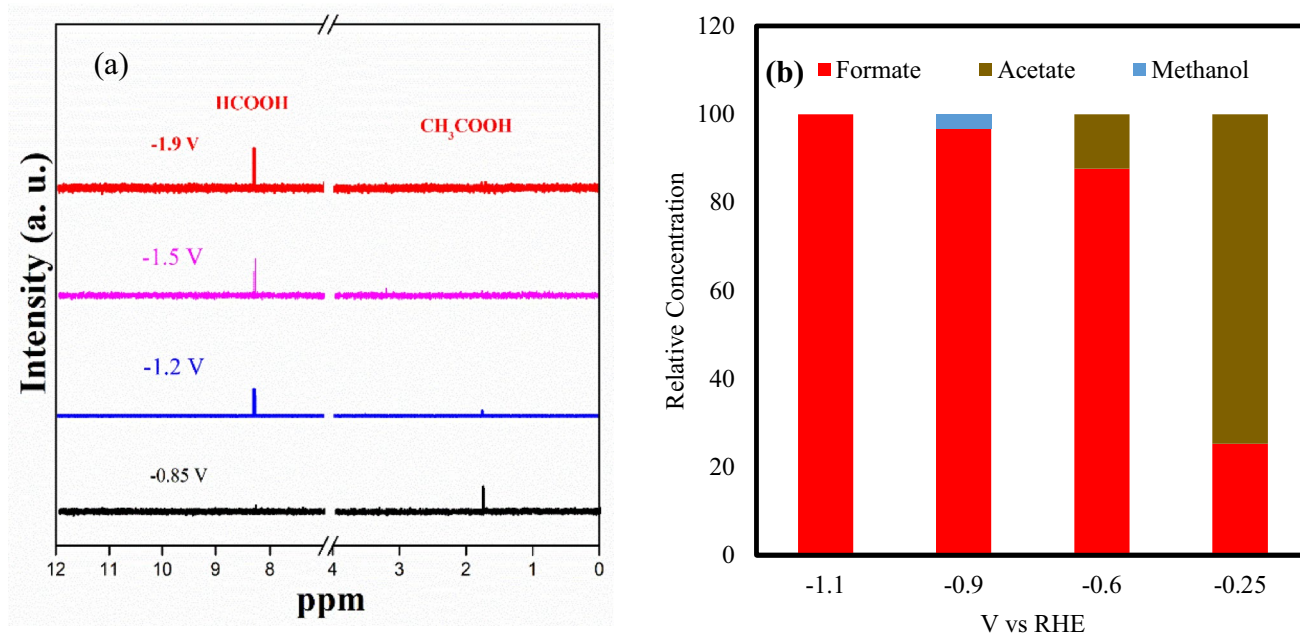 (a)
HCOOH
CH3COOH
-1.9 V
-1.5 V
-1.2 V
-0.85 V
Intensity (a. u.)
12 11 10 9 8 4 3 2 1 0
ppm
(b) Formate Acetate Methanol
120
100
80
60
40
20
0
Relative Concentration
-1.1 -0.9 -0.6 -0.25
V vs RHE